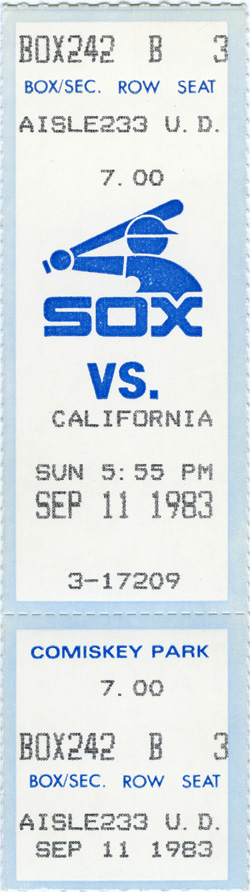 BOX242 B 3
BOX/SEC. ROW SEAT
AISLE233 U.D.
7.00
SOX
VS.
CALIFORNIA
SUN 5:55 PM
SEP 11 1983
3-17209
COMISKEY PARK
7.00
BOX242 B 3
BOX/SEC. ROW SEAT
AISLE233 U.D.
SEP 11 1983